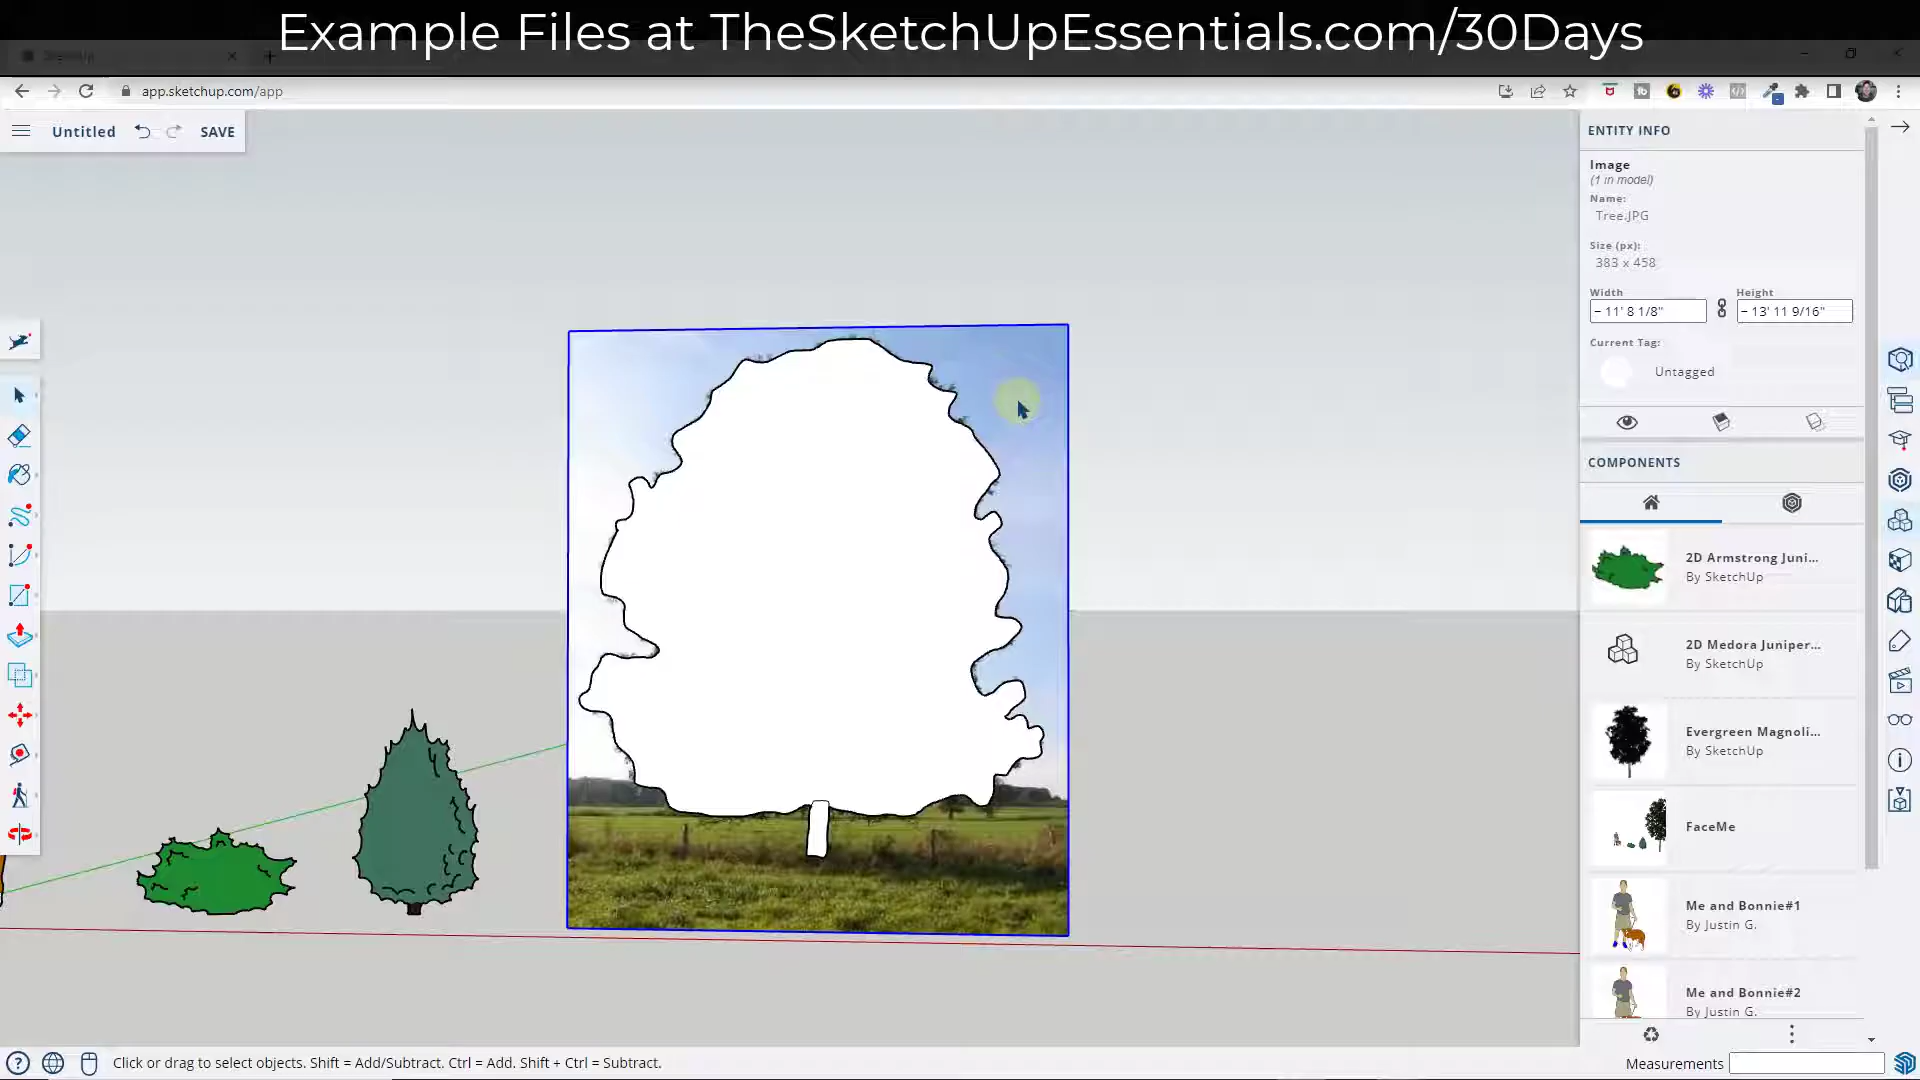 Example Files at TheSketchUpEssentials.com/30Days
app.sketchup.com/app
Untitled
SAVE
ENTITY INFO
Image
(1 in model)
Name:
Tree.JPG
Size (px):
383 x 458
Width
Height
~ 11' 8 1/8"
~ 13' 11 9/16"
Current Tag:
Untagged
COMPONENTS
2D Armstrong Juni...
By SketchUp
2D Medora Juniper...
By SketchUp
Evergreen Magnoli...
By SketchUp
FaceMe
Me and Bonnie#1
By Justin G.
Me and Bonnie#2
By Justin G.
Click or drag to select objects. Shift = Add/Subtract. Ctrl = Add. Shift + Ctrl = Subtract.
Measurements